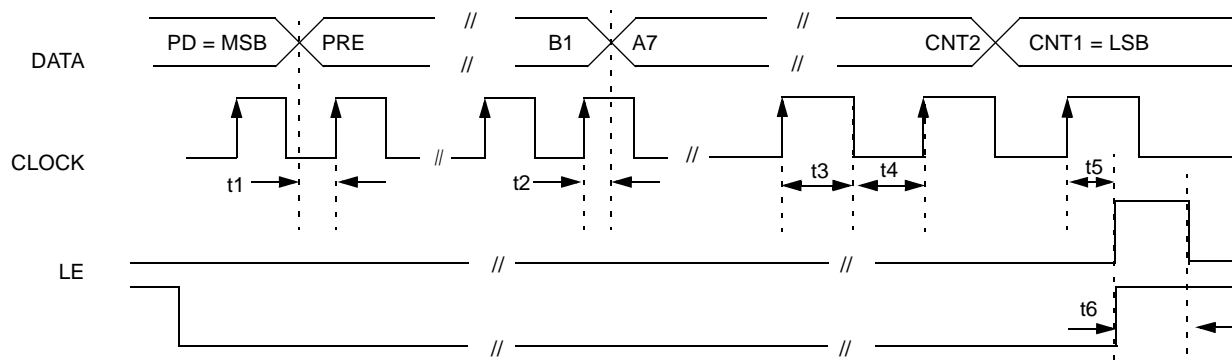 PD = MSB PRE // B1 A7 // CNT2 CNT1 = LSB
DATA // //
CLOCK // //
t1 t2 t3 t4 t5
LE // //
t6
// //